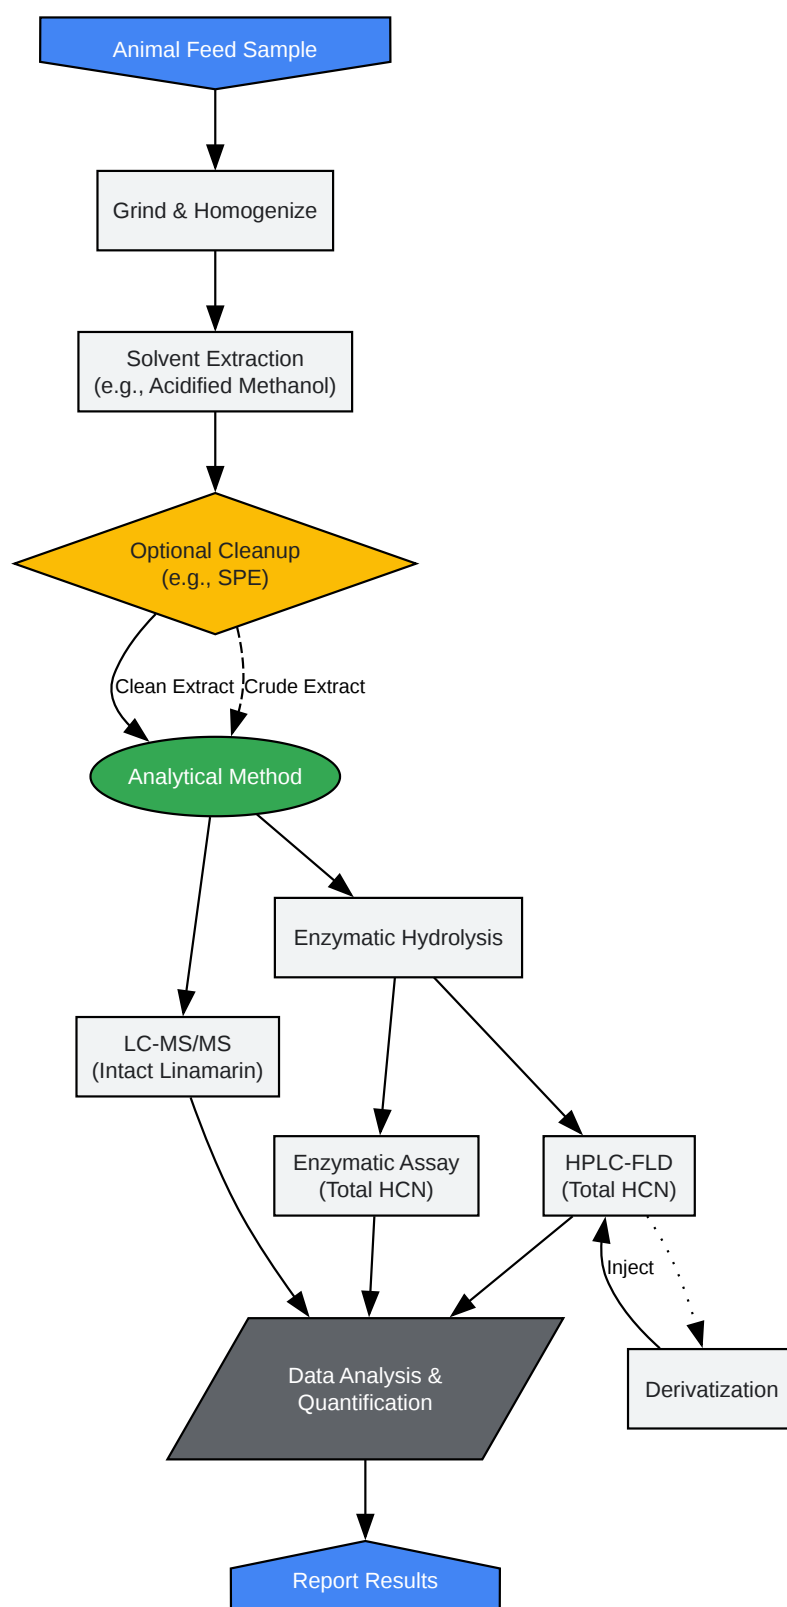 Animal Feed Sample
Grind & Homogenize
Solvent Extraction
(e.g., Acidified Methanol)
Optional Cleanup
(e.g., SPE)
Clean Extract
Crude Extract
Analytical Method
Enzymatic Hydrolysis
LC-MS/MS
(Intact Linamarin)
Enzymatic Assay
(Total HCN)
HPLC-FLD
(Total HCN)
Inject
Data Analysis &
Quantification
Derivatization
Report Results